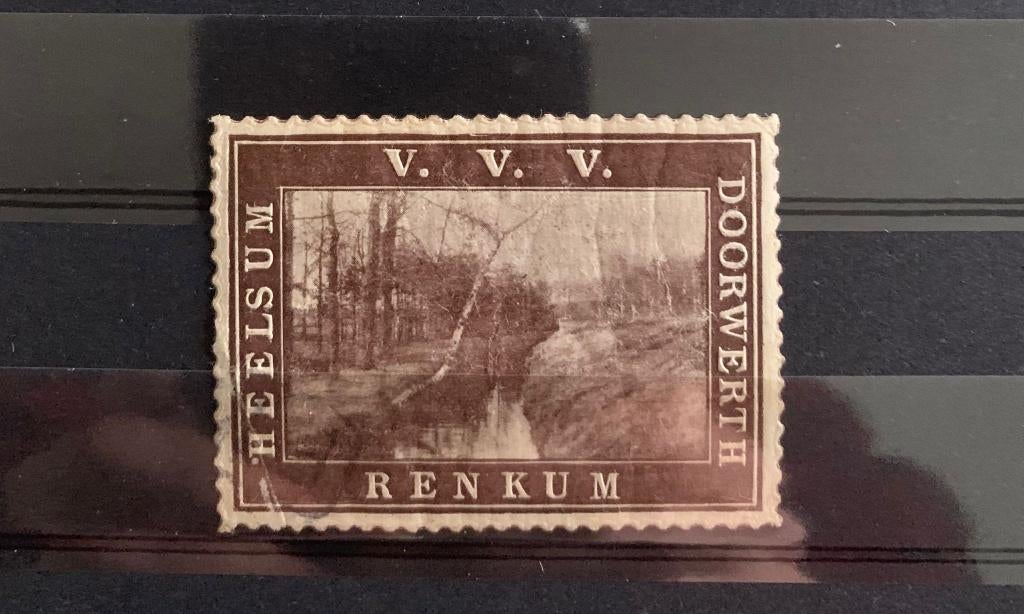 V. V. V.
HEELSUM
DOORWERTH
RENKUM